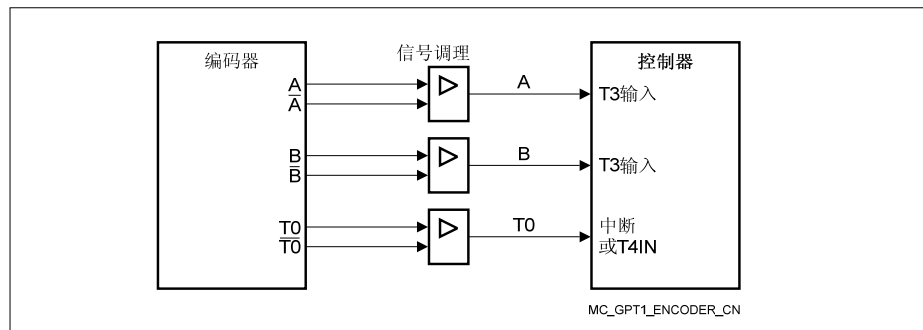 编码器
信号调理
控制器
A
A̅
A
T3输入
B
B̅
B
T3输入
T0
T̅0̅
T0
中断
或T4IN
MC_GPT1_ENCODER_CN